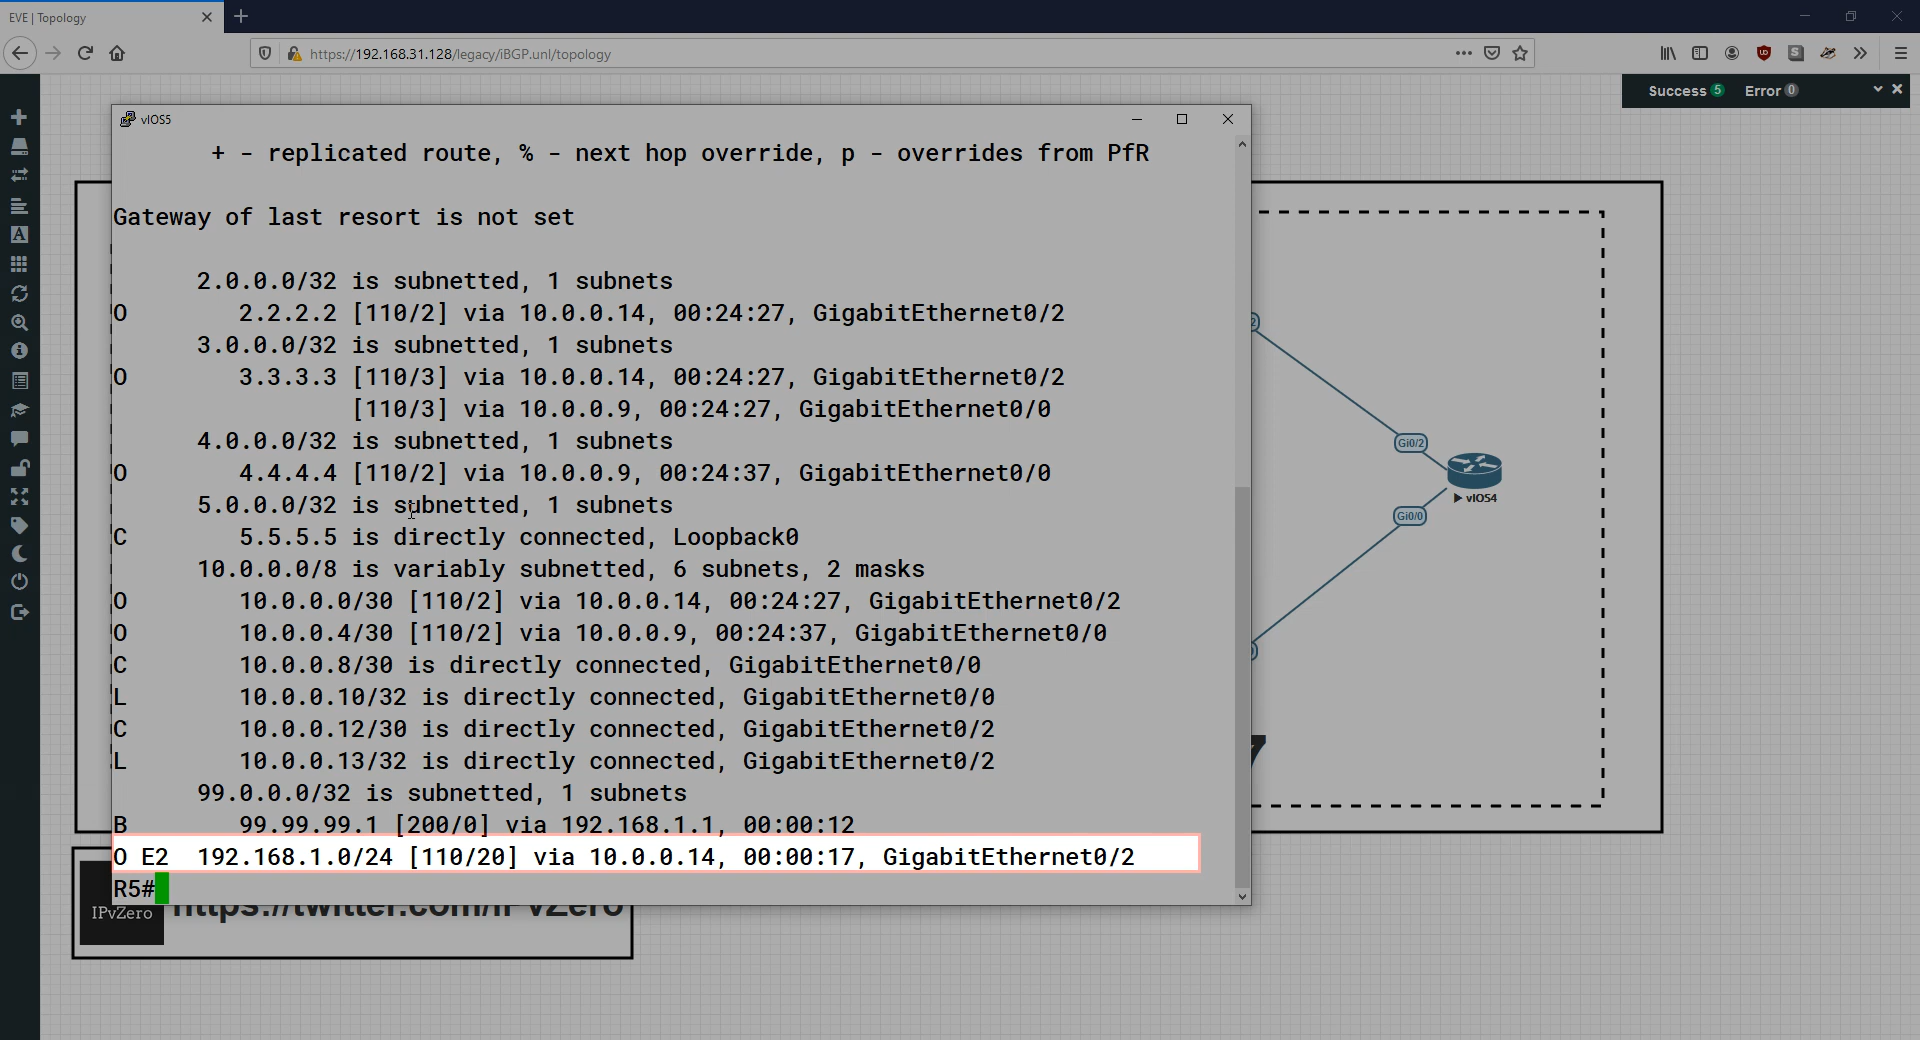 EVE | Topology
https://192.168.31.128/legacy/iBGP.unl/topology
Success 5 Error 0
vIOS5
+ - replicated route, % - next hop override, p - overrides from PfR
Gateway of last resort is not set
2.0.0.0/32 is subnetted, 1 subnets
O 2.2.2.2 [110/2] via 10.0.0.14, 00:24:27, GigabitEthernet0/2
3.0.0.0/32 is subnetted, 1 subnets
O 3.3.3.3 [110/3] via 10.0.0.14, 00:24:27, GigabitEthernet0/2
[110/3] via 10.0.0.9, 00:24:27, GigabitEthernet0/0
4.0.0.0/32 is subnetted, 1 subnets
O 4.4.4.4 [110/2] via 10.0.0.9, 00:24:37, GigabitEthernet0/0
5.0.0.0/32 is subnetted, 1 subnets
C 5.5.5.5 is directly connected, Loopback0
10.0.0.0/8 is variably subnetted, 6 subnets, 2 masks
O 10.0.0.0/30 [110/2] via 10.0.0.14, 00:24:27, GigabitEthernet0/2
O 10.0.0.4/30 [110/2] via 10.0.0.9, 00:24:37, GigabitEthernet0/0
C 10.0.0.8/30 is directly connected, GigabitEthernet0/0
L 10.0.0.10/32 is directly connected, GigabitEthernet0/0
C 10.0.0.12/30 is directly connected, GigabitEthernet0/2
L 10.0.0.13/32 is directly connected, GigabitEthernet0/2
99.0.0.0/32 is subnetted, 1 subnets
B 99.99.99.1 [200/0] via 192.168.1.1, 00:00:12
O E2 192.168.1.0/24 [110/20] via 10.0.0.14, 00:00:17, GigabitEthernet0/2
R5#
Gi0/2
vIOS4
Gi0/0
7
IPvZero
https://twitter.com/IPvZero